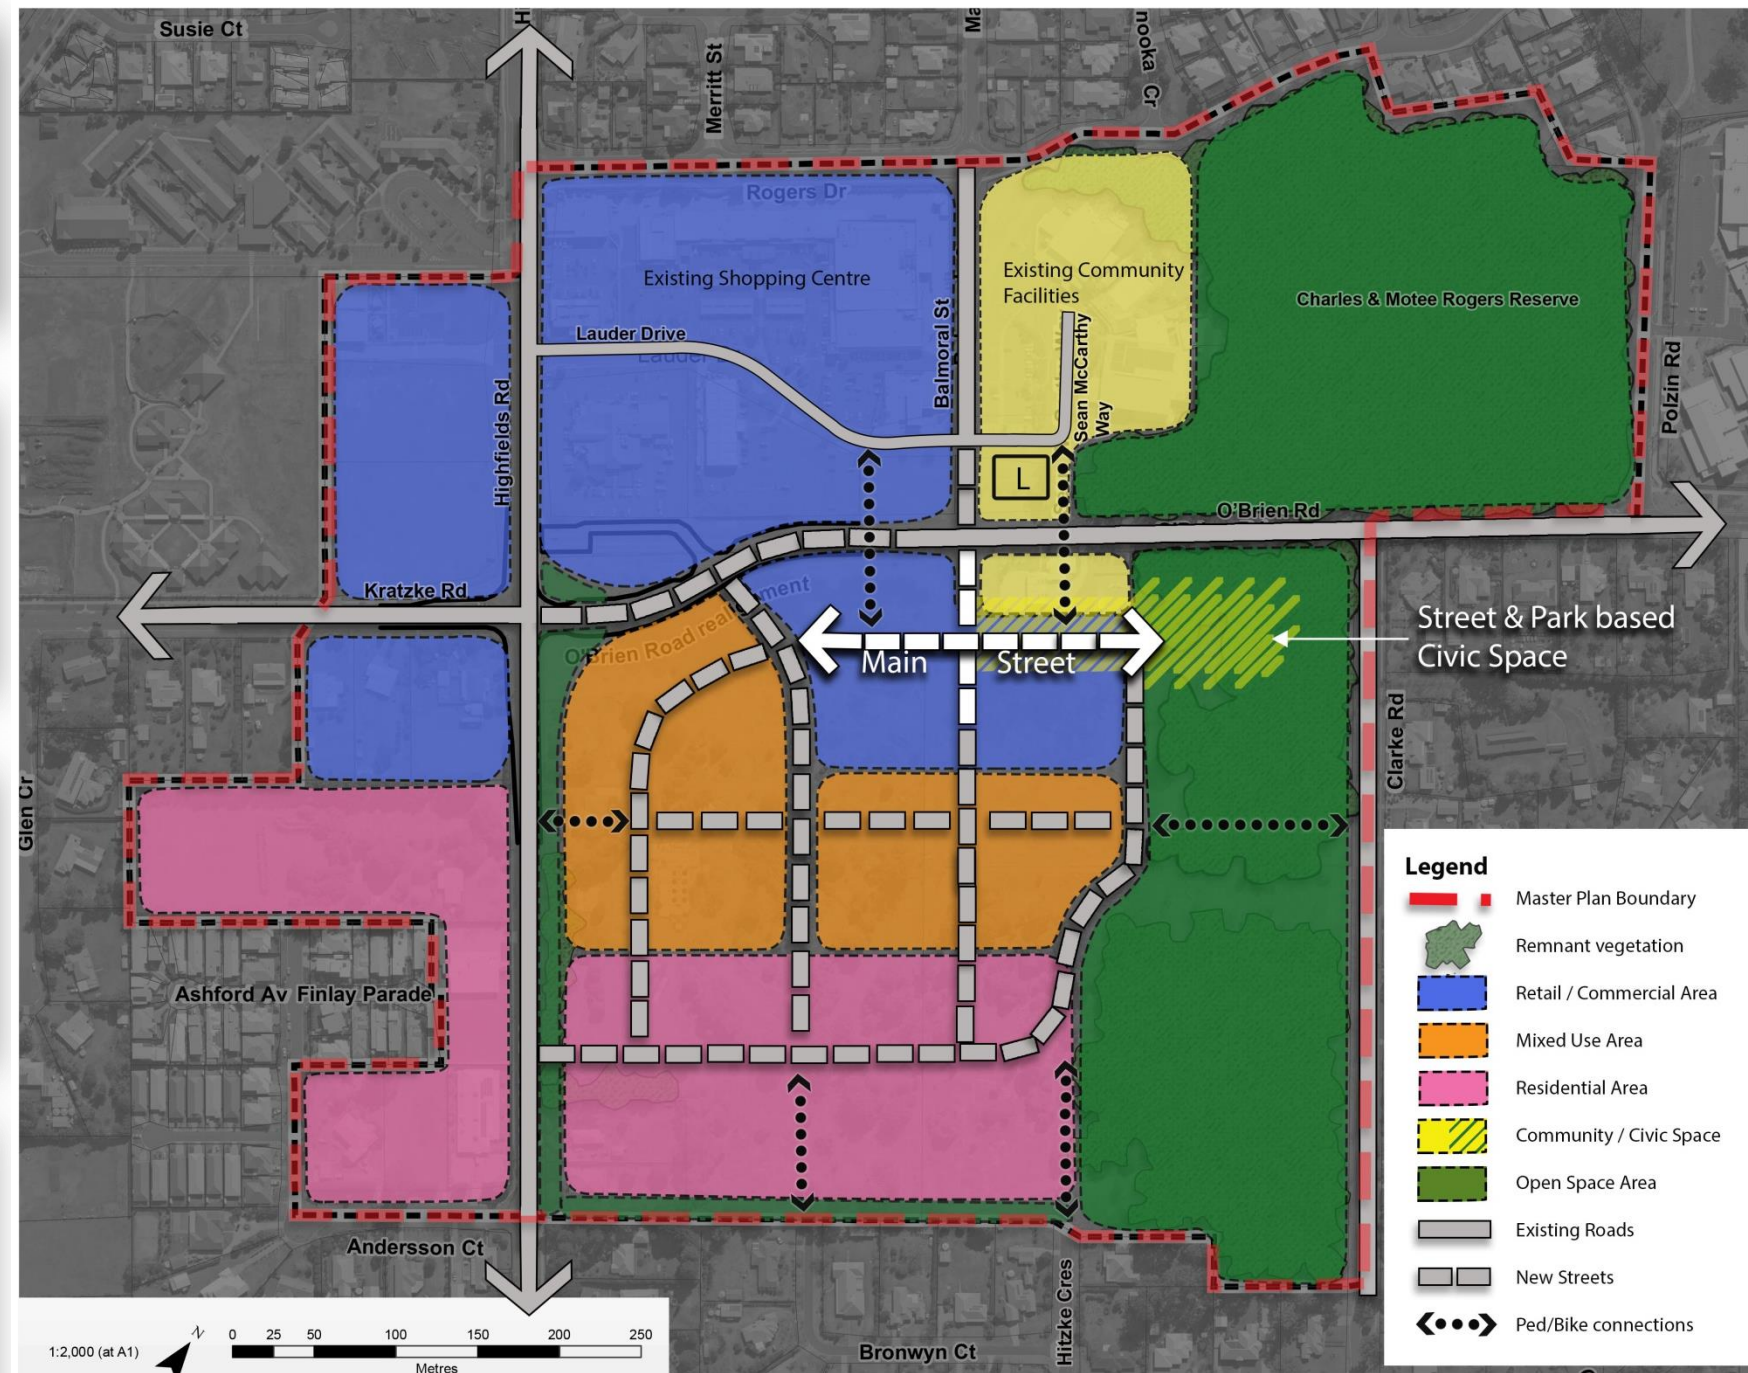 Susie Ct
Hi
Merritt St
Ma
nooka Cr
Rogers Dr
Existing Shopping Centre
Existing Community
Facilities
Charles & Motee Rogers Reserve
Lauder Drive
Balmoral St
Sean McCarthy
Way
Polzin Rd
Highfields Rd
L
O'Brien Rd
Kratzke Rd
O'Brien Road realignment
Main Street
Street & Park based
Civic Space
Clarke Rd
Glen Cr
Ashford Av Finlay Parade
Andersson Ct
Hitzke Cres
Bronwyn Ct
Legend
Master Plan Boundary
Remnant vegetation
Retail / Commercial Area
Mixed Use Area
Residential Area
Community / Civic Space
Open Space Area
Existing Roads
New Streets
Ped/Bike connections
1:2,000 (at A1)
N
0 25 50 100 150 200 250
Metres